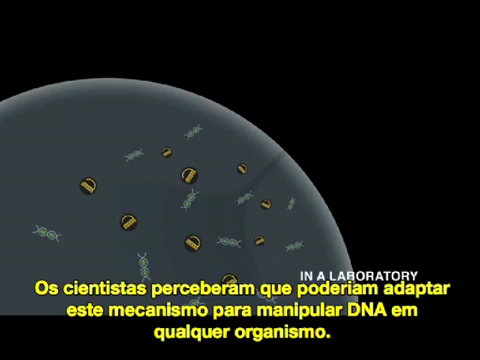 IN A LABORATORY
Os cientistas perceberam que poderiam adaptar
este mecanismo para manipular DNA em
qualquer organismo.